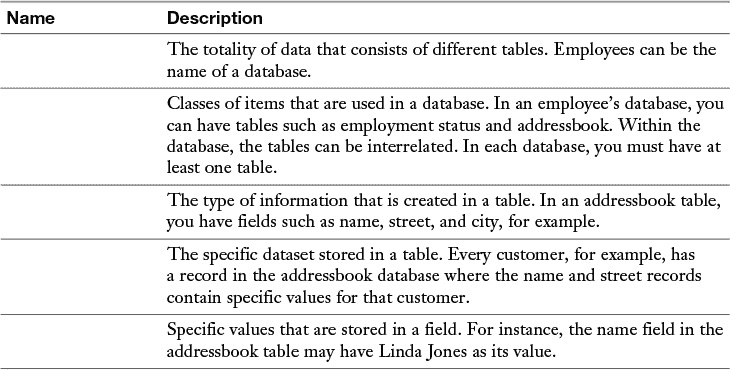 Name Description
The totality of data that consists of different tables. Employees can be the
name of a database.
Classes of items that are used in a database. In an employee’s database, you
can have tables such as employment status and addressbook. Within the
database, the tables can be interrelated. In each database, you must have at
least one table.
The type of information that is created in a table. In an addressbook table,
you have fields such as name, street, and city, for example.
The specific dataset stored in a table. Every customer, for example, has
a record in the addressbook database where the name and street records
contain specific values for that customer.
Specific values that are stored in a field. For instance, the name field in the
addressbook table may have Linda Jones as its value.